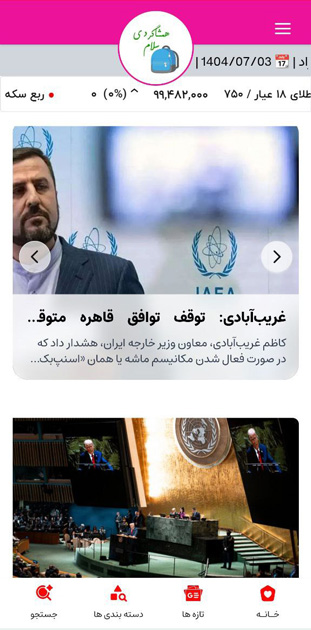 همشاگردی
سلام
اد | 📅 1404/07/03 |
طلای ۱۸ عیار / ۷۵۰ ۹۹,۴۸۲,۰۰۰ (۰%) ۰ ربع سکه
IAEA
غریب‌آبادی: توقف توافق قاهره متوق...
کاظم غریب‌آبادی، معاون وزیر خارجه ایران، هشدار داد که
در صورت فعال شدن مکانیسم ماشه یا همان «اسنپ‌بک...
خـانـه
تازه ها
دسته بندی ها
جستجو